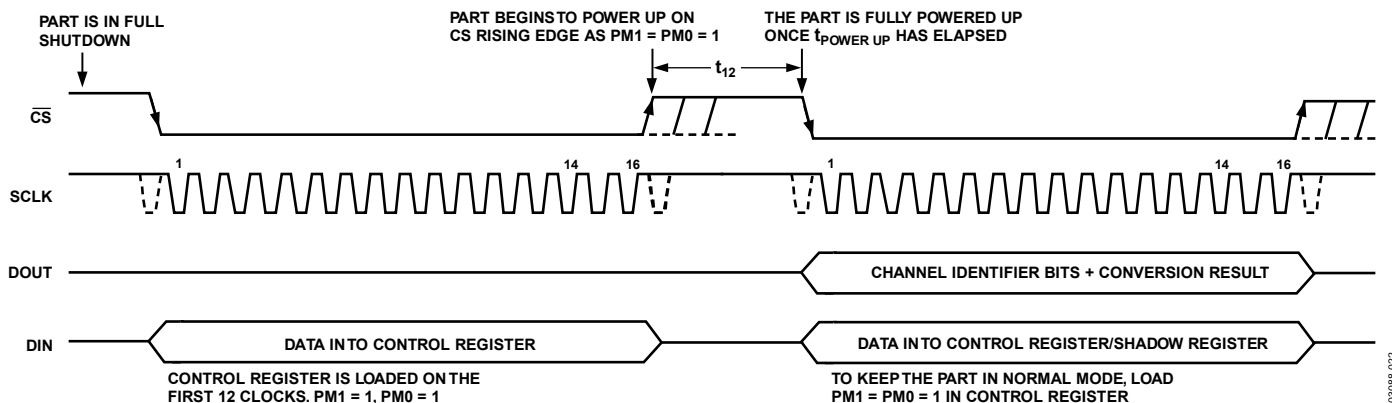 PART IS IN FULL
SHUTDOWN
PART BEGINS TO POWER UP ON
CS RISING EDGE AS PM1 = PM0 = 1
THE PART IS FULLY POWERED UP
ONCE tPOWER UP HAS ELAPSED
t12
CS
1
14
16
1
14
16
SCLK
DOUT
CHANNEL IDENTIFIER BITS + CONVERSION RESULT
DIN
DATA INTO CONTROL REGISTER
DATA INTO CONTROL REGISTER/SHADOW REGISTER
CONTROL REGISTER IS LOADED ON THE
FIRST 12 CLOCKS, PM1 = 1, PM0 = 1
TO KEEP THE PART IN NORMAL MODE, LOAD
PM1 = PM0 = 1 IN CONTROL REGISTER
03088-022